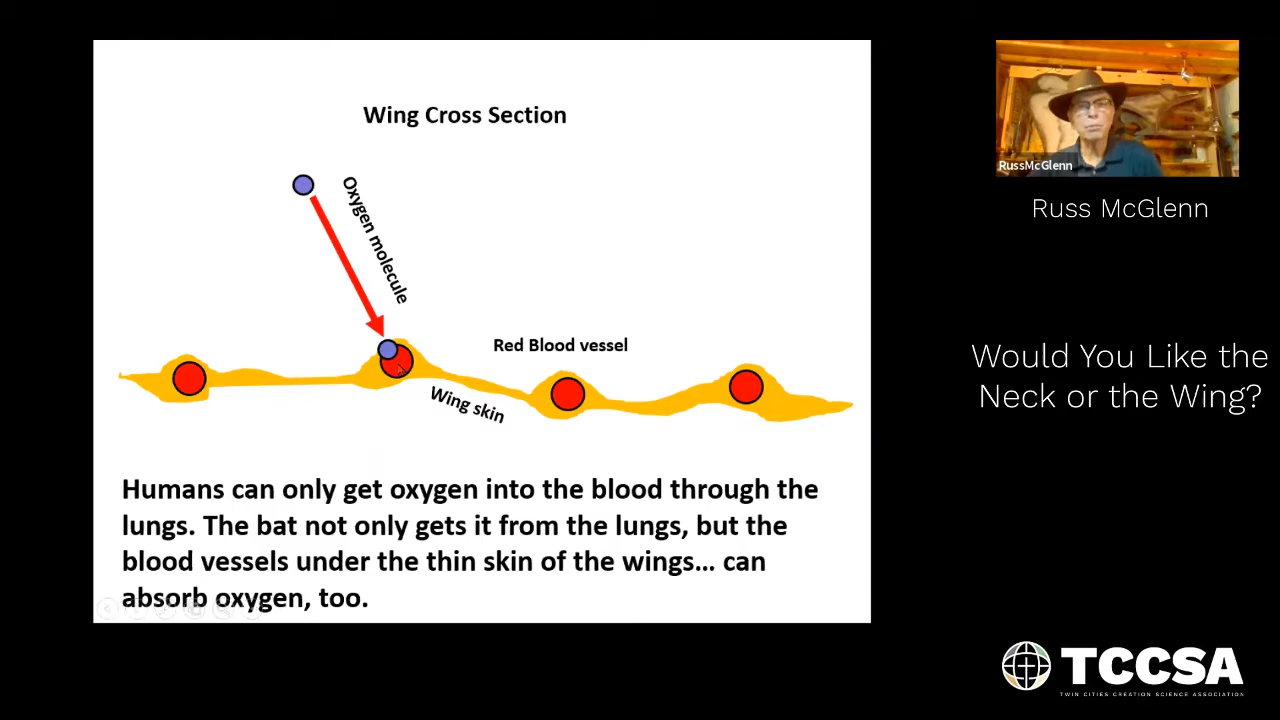 Wing Cross Section
Oxygen molecule
Red Blood vessel
Wing skin
Humans can only get oxygen into the blood through the
lungs. The bat not only gets it from the lungs, but the
blood vessels under the thin skin of the wings… can
absorb oxygen, too.
RussMcGlenn
Russ McGlenn
Would You Like the
Neck or the Wing?
TCCSA
TWIN CITIES CREATION SCIENCE ASSOCIATION